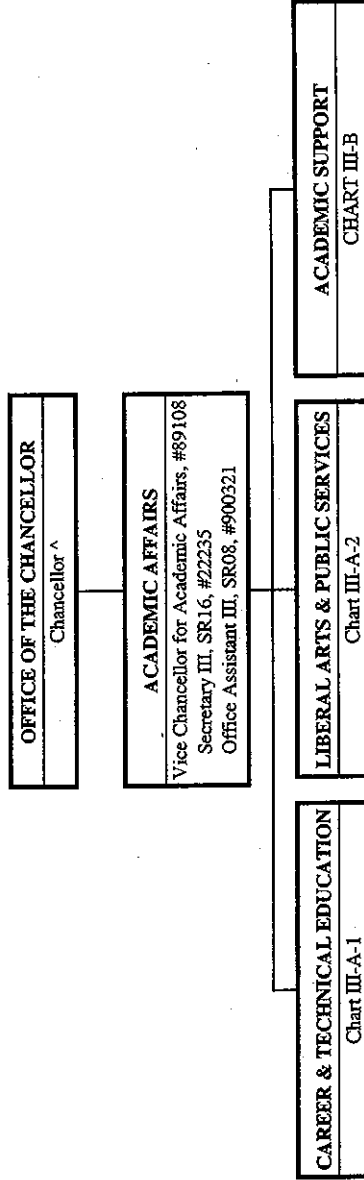 OFFICE OF THE CHANCELLOR
Chancellor ^
ACADEMIC AFFAIRS
Vice Chancellor for Academic Affairs, #89108
Secretary III, SR16, #22235
Office Assistant III, SR08, #900321
CAREER & TECHNICAL EDUCATION
Chart III-A-1
LIBERAL ARTS & PUBLIC SERVICES
Chart III-A-2
ACADEMIC SUPPORT
CHART III-B